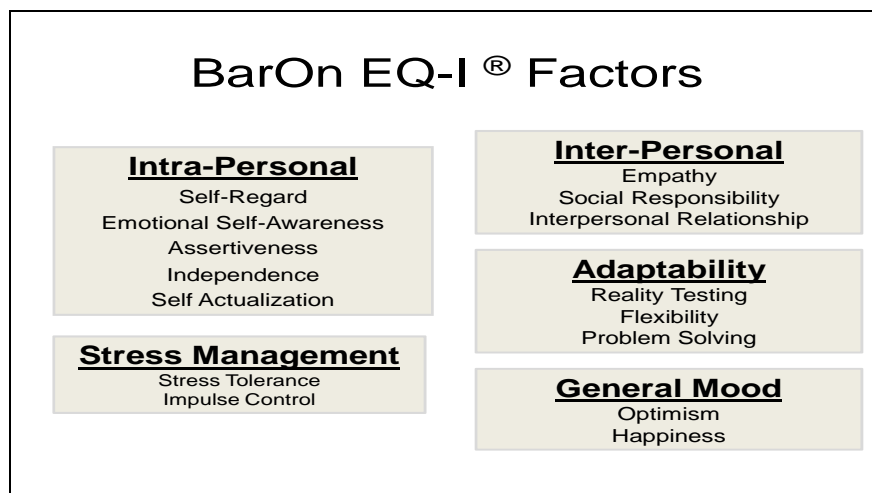 BarOn EQ-I ® Factors
Intra-Personal
Self-Regard
Emotional Self-Awareness
Assertiveness
Independence
Self Actualization
Stress Management
Stress Tolerance
Impulse Control
Inter-Personal
Empathy
Social Responsibility
Interpersonal Relationship
Adaptability
Reality Testing
Flexibility
Problem Solving
General Mood
Optimism
Happiness